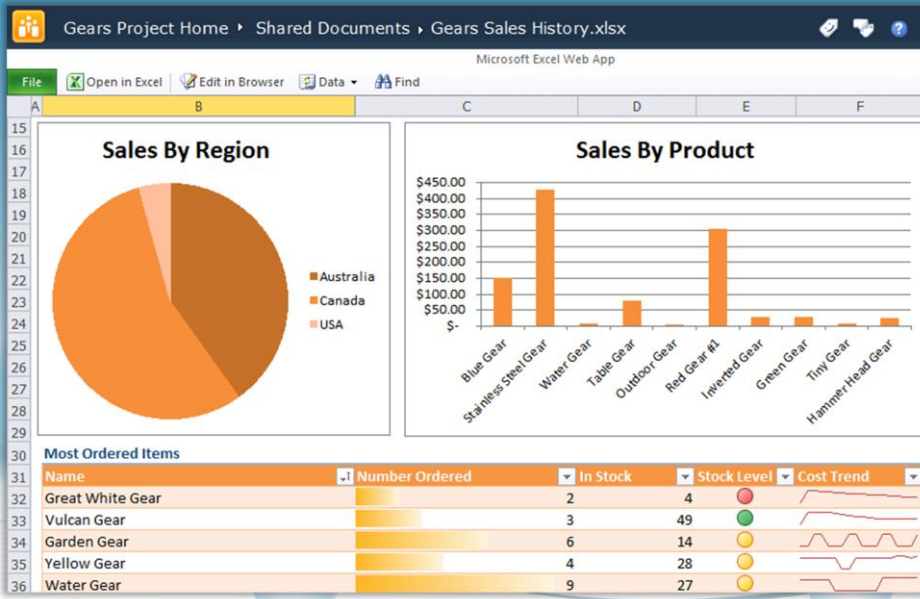 Gears Project Home ▸ Shared Documents ▸ Gears Sales History.xlsx
Microsoft Excel Web App
File Open in Excel Edit in Browser Data Find
A B C D E F
15
16
17
18
19
20
21
22
23
24
25
26
27
28
29
Sales By Region
Australia
Canada
USA
Sales By Product
$450.00
$400.00
$350.00
$300.00
$250.00
$200.00
$150.00
$100.00
$50.00
$-
Blue Gear
Stainless Steel Gear
Water Gear
Table Gear
Outdoor Gear
Red Gear #1
Inverted Gear
Green Gear
Tiny Gear
Hammer Head Gear
30 Most Ordered Items
31 Name Number Ordered In Stock Stock Level Cost Trend
32 Great White Gear 2 4
33 Vulcan Gear 3 49
34 Garden Gear 6 14
35 Yellow Gear 4 28
36 Water Gear 9 27